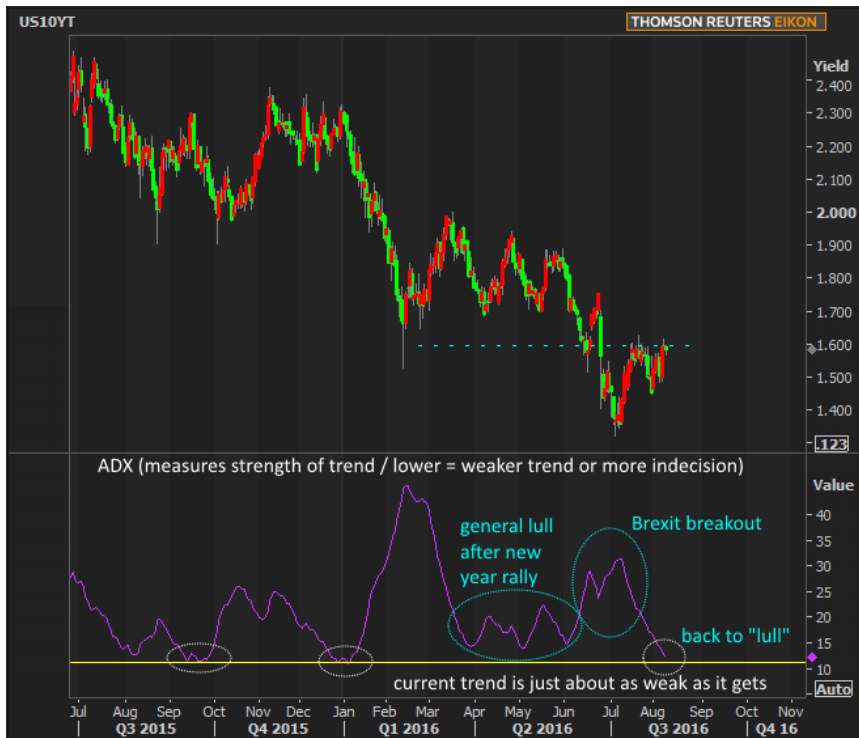 US10YT
THOMSON REUTERS EIKON
Yield
2.400
2.300
2.200
2.100
2.000
1.900
1.800
1.700
1.600
1.500
1.400
.123
ADX (measures strength of trend / lower = weaker trend or more indecision)
Value
40
35
30
25
20
15
10
Auto
general lull
after new
year rally
Brexit breakout
back to "lull"
current trend is just about as weak as it gets
Jul Aug Sep Oct Nov Dec Jan Feb Mar Apr May Jun Jul Aug Sep Oct Nov
Q3 2015 Q4 2015 Q1 2016 Q2 2016 Q3 2016 Q4 16